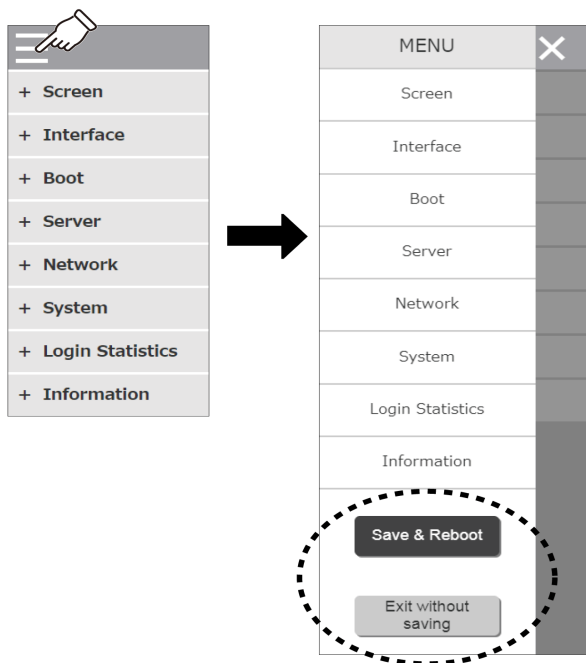 + Screen
+ Interface
+ Boot
+ Server
+ Network
+ System
+ Login Statistics
+ Information
MENU
Screen
Interface
Boot
Server
Network
System
Login Statistics
Information
Save & Reboot
Exit without
saving